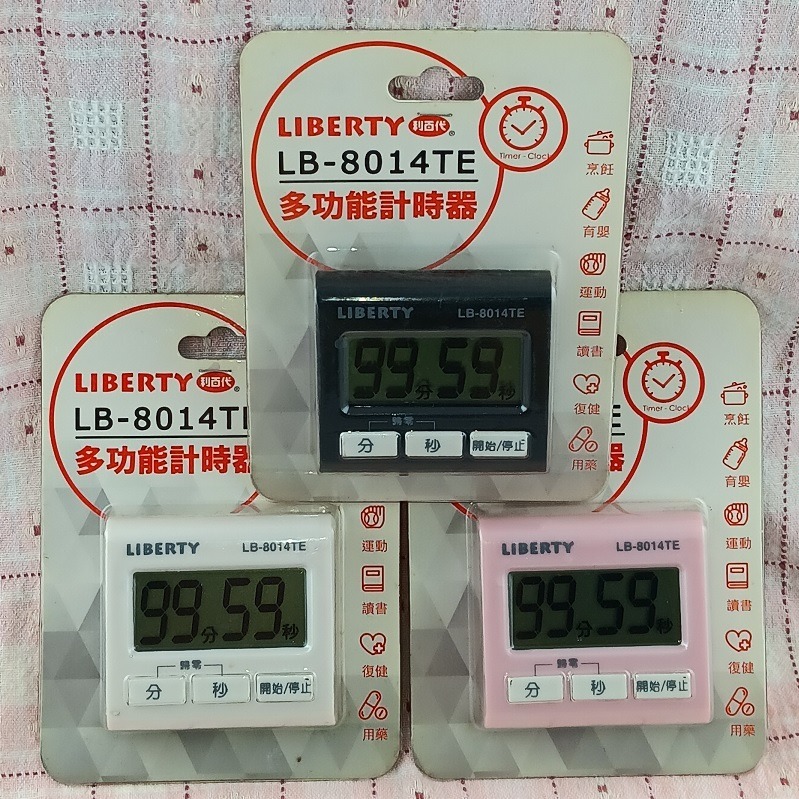 LIBERTY 利百代®
LB-8014TE
多功能計時器
Timer-Clock
烹飪
育嬰
運動
讀書
復健
用藥
LIBERTY LB-8014TE
99分59秒
歸零
分 秒 開始/停止
LIBERTY 利百代®
LB-8014TE
多功能計時器
運動
讀書
復健
用藥
LIBERTY LB-8014TE
99分59秒
歸零
分 秒 開始/停止
E
器
Timer-Clock
烹飪
育嬰
運動
讀書
復健
用藥
LIBERTY LB-8014TE
99分59秒
歸零
分 秒 開始/停止